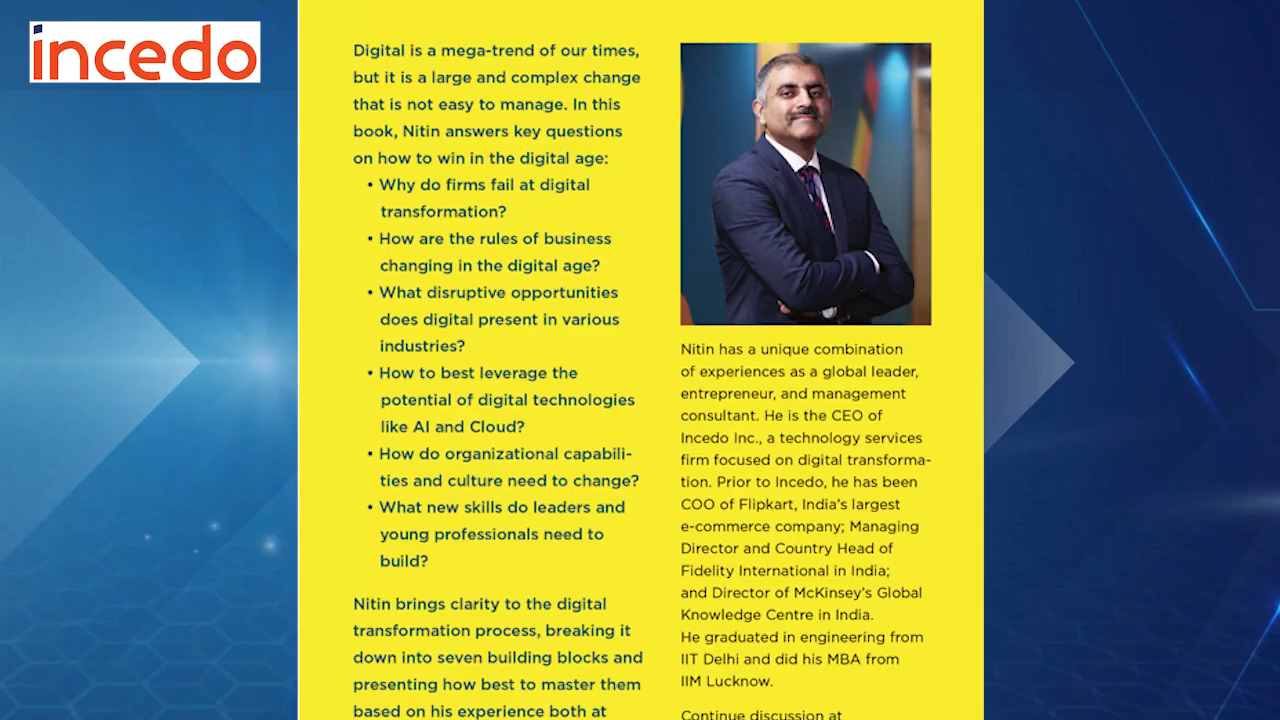 incedo
Digital is a mega-trend of our times,
but it is a large and complex change
that is not easy to manage. In this
book, Nitin answers key questions
on how to win in the digital age:
• Why do firms fail at digital
transformation?
• How are the rules of business
changing in the digital age?
• What disruptive opportunities
does digital present in various
industries?
• How to best leverage the
potential of digital technologies
like AI and Cloud?
• How do organizational capabili-
ties and culture need to change?
• What new skills do leaders and
young professionals need to
build?
Nitin brings clarity to the digital
transformation process, breaking it
down into seven building blocks and
presenting how best to master them
based on his experience both at
Nitin has a unique combination
of experiences as a global leader,
entrepreneur, and management
consultant. He is the CEO of
Incedo Inc., a technology services
firm focused on digital transforma-
tion. Prior to Incedo, he has been
COO of Flipkart, India's largest
e-commerce company; Managing
Director and Country Head of
Fidelity International in India;
and Director of McKinsey's Global
Knowledge Centre in India.
He graduated in engineering from
IIT Delhi and did his MBA from
IIM Lucknow.
Continue discussion at